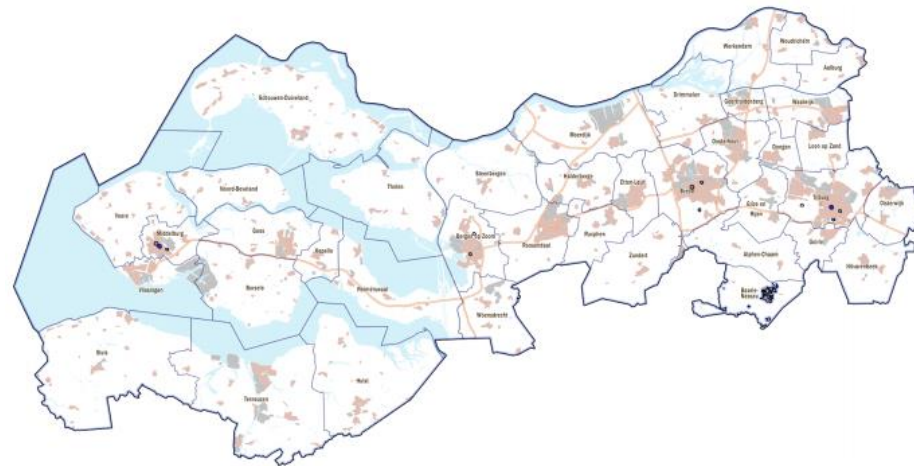 Woudrichem
Werkendam
Aalburg
Schouwen-Duiveland
Drimmelen
Geertruidenberg
Waalwijk
Moerdijk
Oosterhout
Dongen
Loon op Zand
Steenbergen
Halderberge
Etten-Leur
Noord-Beveland
Tholen
Breda
Tilburg
Oisterwijk
Veere
Gilze en
Rijen
Middelburg
Goes
Bergen op Zoom
Roosendaal
Rucphen
Goirle
Kapelle
Zundert
Alphen-Chaam
Hilvarenbeek
Vlissingen
Borsele
Reimerswaal
Baarle-
Nassau
Woensdrecht
Sluis
Hulst
Terneuzen